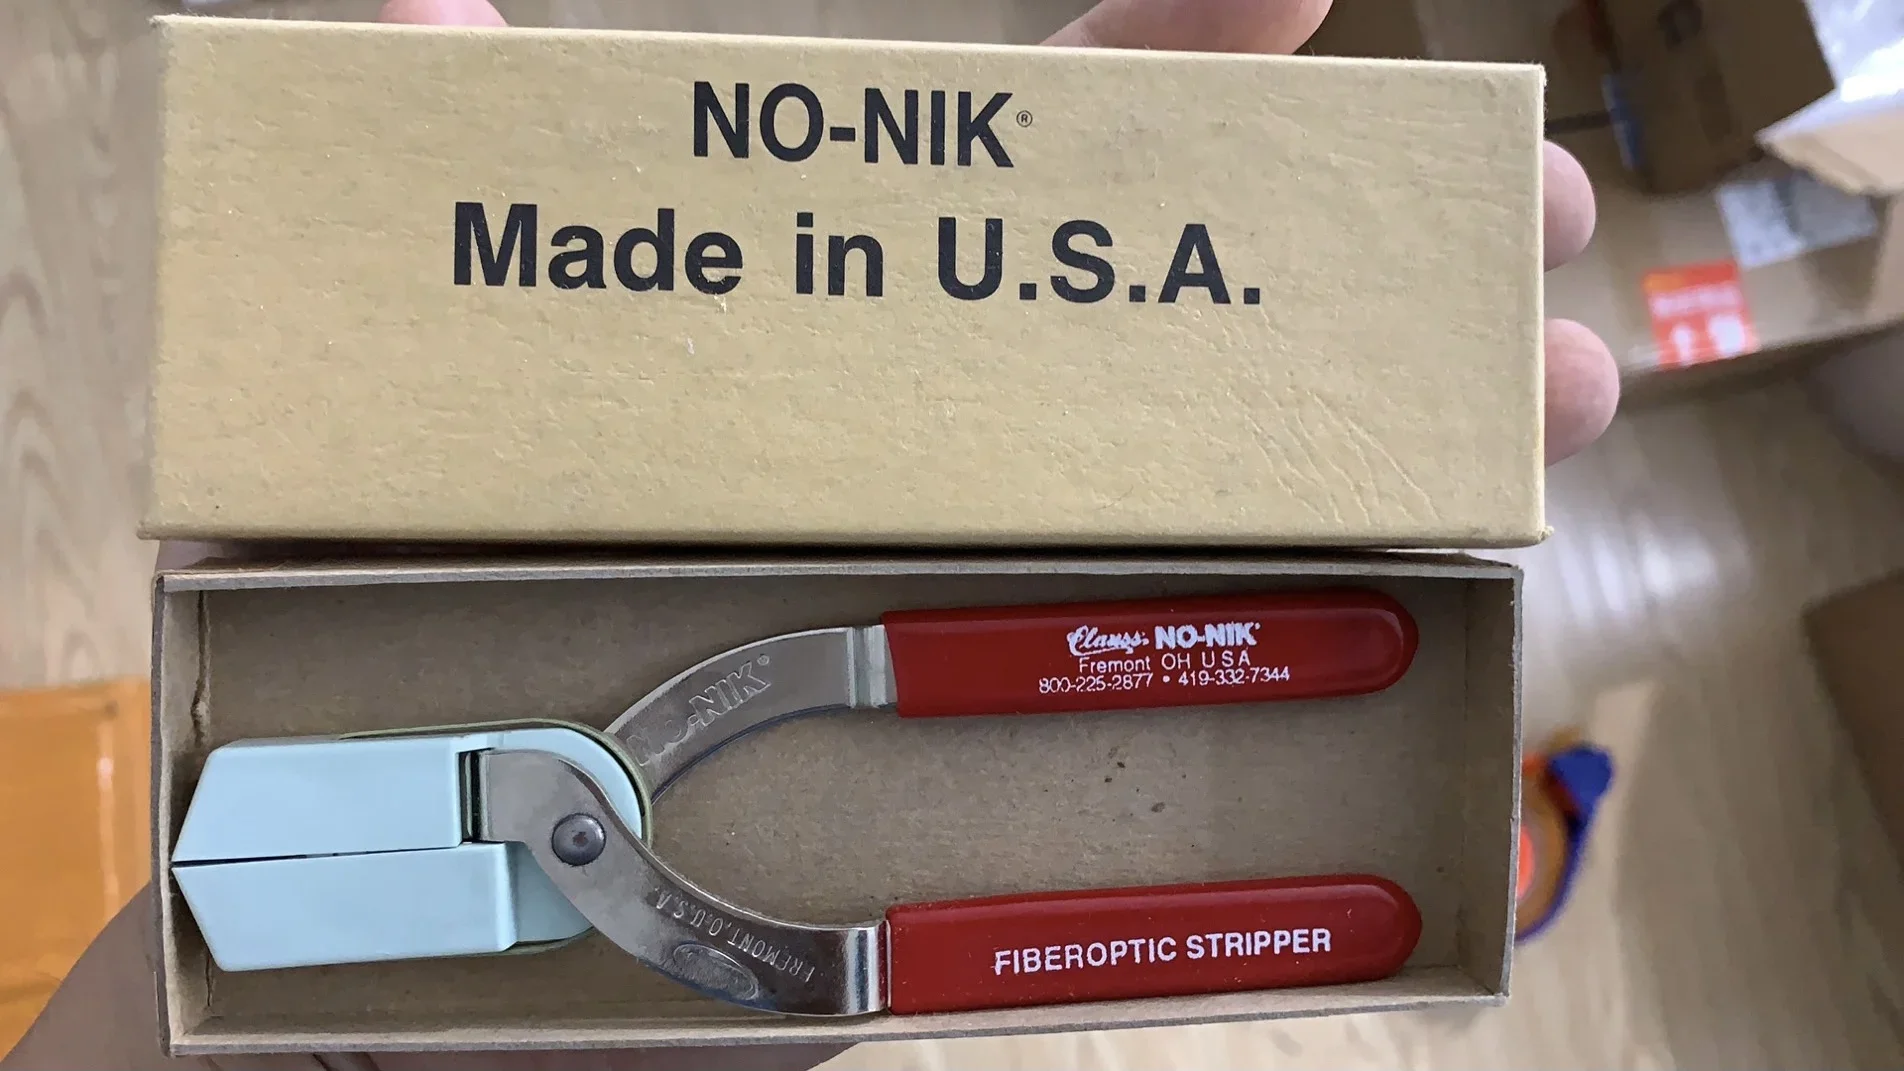 NO-NIK®
Made in U.S.A.
Clauss NO-NIK®
Fremont OH USA
800-225-2877 • 419-332-7344
NO-NIK®
FREMONT, O. U.S.A.
FIBEROPTIC STRIPPER